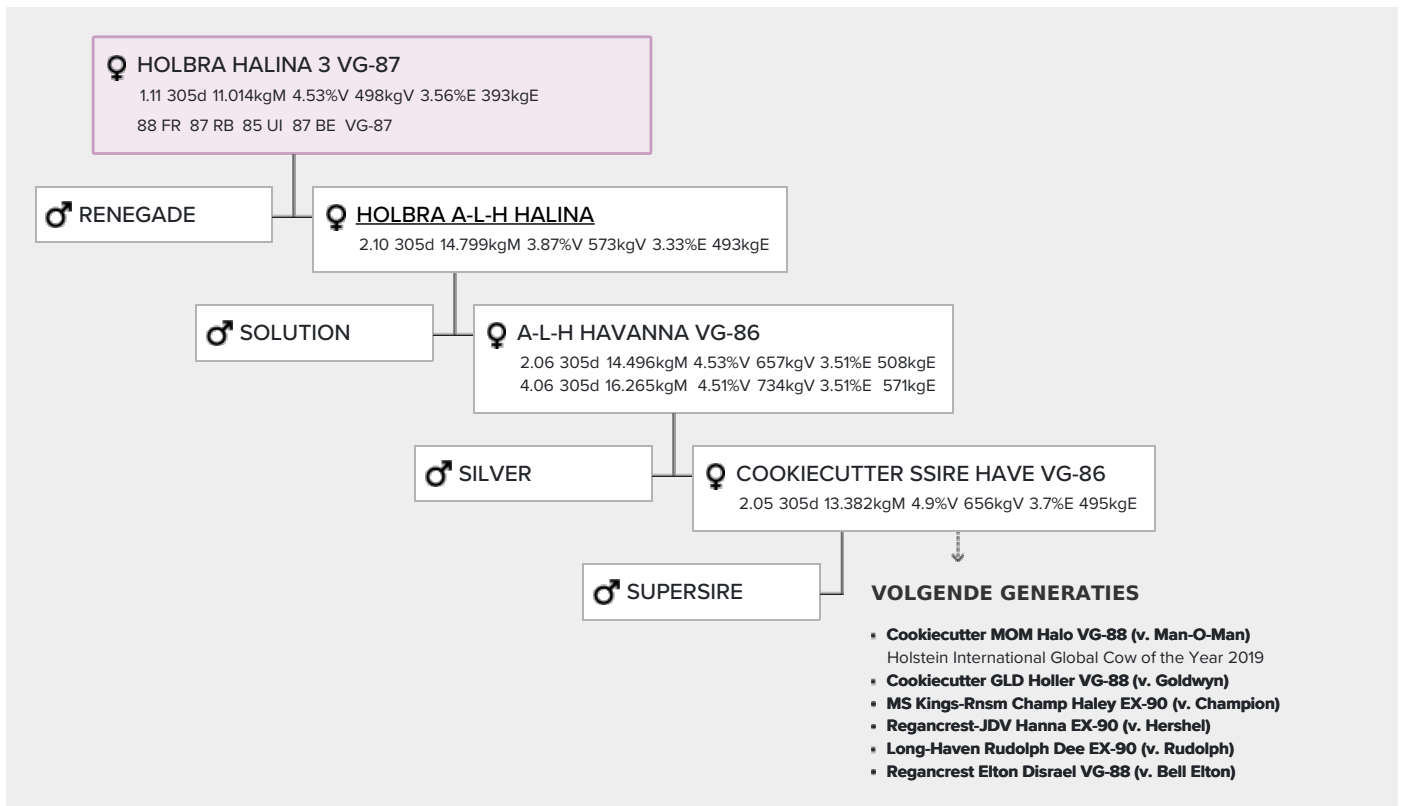 HOLBRA HALINA 3 VG-87
1.11 305d 11.014kgM 4.53%V 498kgV 3.56%E 393kgE
88 FR 87 RB 85 UI 87 BE VG-87
RENEGADE
HOLBRA A-L-H HALINA
2.10 305d 14.799kgM 3.87%V 573kgV 3.33%E 493kgE
SOLUTION
A-L-H HAVANNA VG-86
2.06 305d 14.496kgM 4.53%V 657kgV 3.51%E 508kgE
4.06 305d 16.265kgM 4.51%V 734kgV 3.51%E 571kgE
SILVER
COOKIECUTTER SSIRE HAVE VG-86
2.05 305d 13.382kgM 4.9%V 656kgV 3.7%E 495kgE
SUPERSIRE
VOLGENDE GENERATIES
▪ Cookiecutter MOM Halo VG-88 (v. Man-O-Man)
Holstein International Global Cow of the Year 2019
▪ Cookiecutter GLD Holler VG-88 (v. Goldwyn)
▪ MS Kings-Rnsm Champ Haley EX-90 (v. Champion)
▪ Regancrest-JDV Hanna EX-90 (v. Hershel)
▪ Long-Haven Rudolph Dee EX-90 (v. Rudolph)
▪ Regancrest Elton Disrael VG-88 (v. Bell Elton)